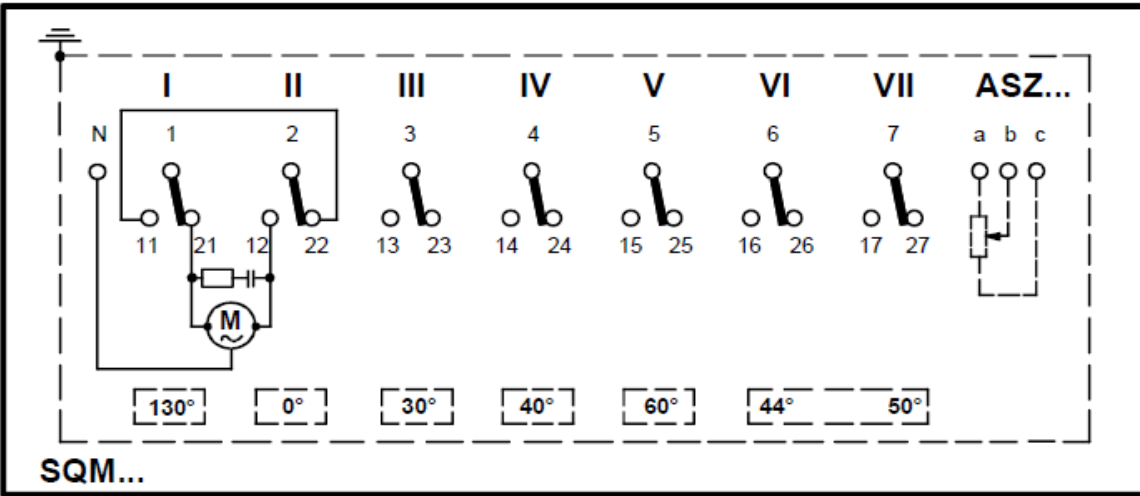 I II III IV V VI VII ASZ...
N 1 2 3 4 5 6 7 a b c
11 21 12 22 13 23 14 24 15 25 16 26 17 27
M
130° 0° 30° 40° 60° 44° 50°
SQM...